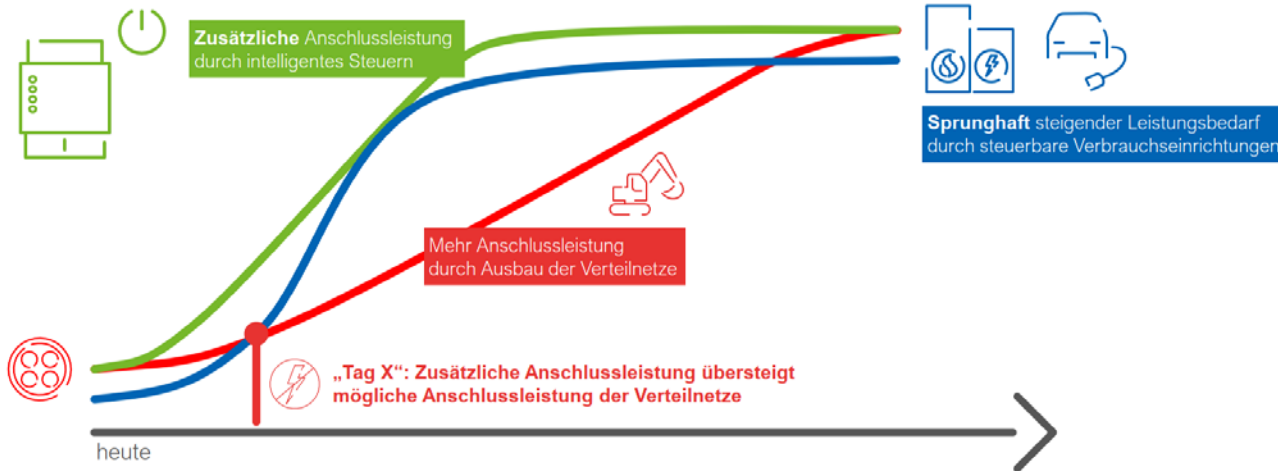 Zusätzliche Anschlussleistung
durch intelligentes Steuern
Sprunghaft steigender Leistungsbedarf
durch steuerbare Verbrauchseinrichtungen
Mehr Anschlussleistung
durch Ausbau der Verteilnetze
„Tag X“: Zusätzliche Anschlussleistung übersteigt
mögliche Anschlussleistung der Verteilnetze
heute